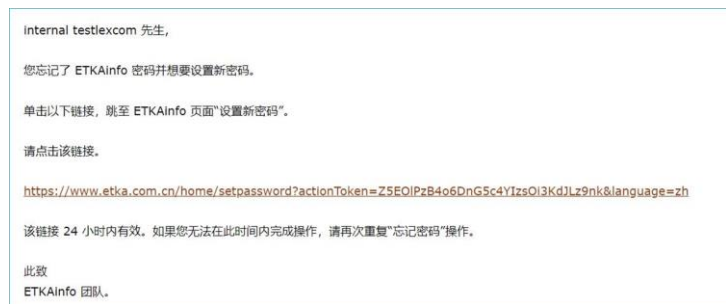 internal testlexcom 先生,
您忘记了 ETKAinfo 密码并想要设置新密码。
单击以下链接，跳至 ETKAinfo 页面“设置新密码”。
请点击该链接。
https://www.etka.com.cn/home/setpassword?actionToken=Z5EOlPzB4o6DnG5c4YIzsOi3KdJLz9nk&language=zh
该链接 24 小时内有效。如果您无法在此时间内完成操作，请再次重复“忘记密码”操作。
此致
ETKAinfo 团队。